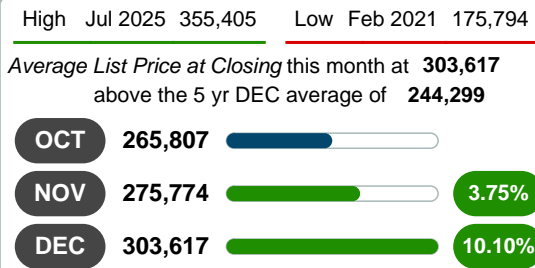 High Jul 2025 355,405 Low Feb 2021 175,794
Average List Price at Closing this month at 303,617
above the 5 yr DEC average of 244,299
OCT 265,807
NOV 275,774 3.75%
DEC 303,617 10.10%